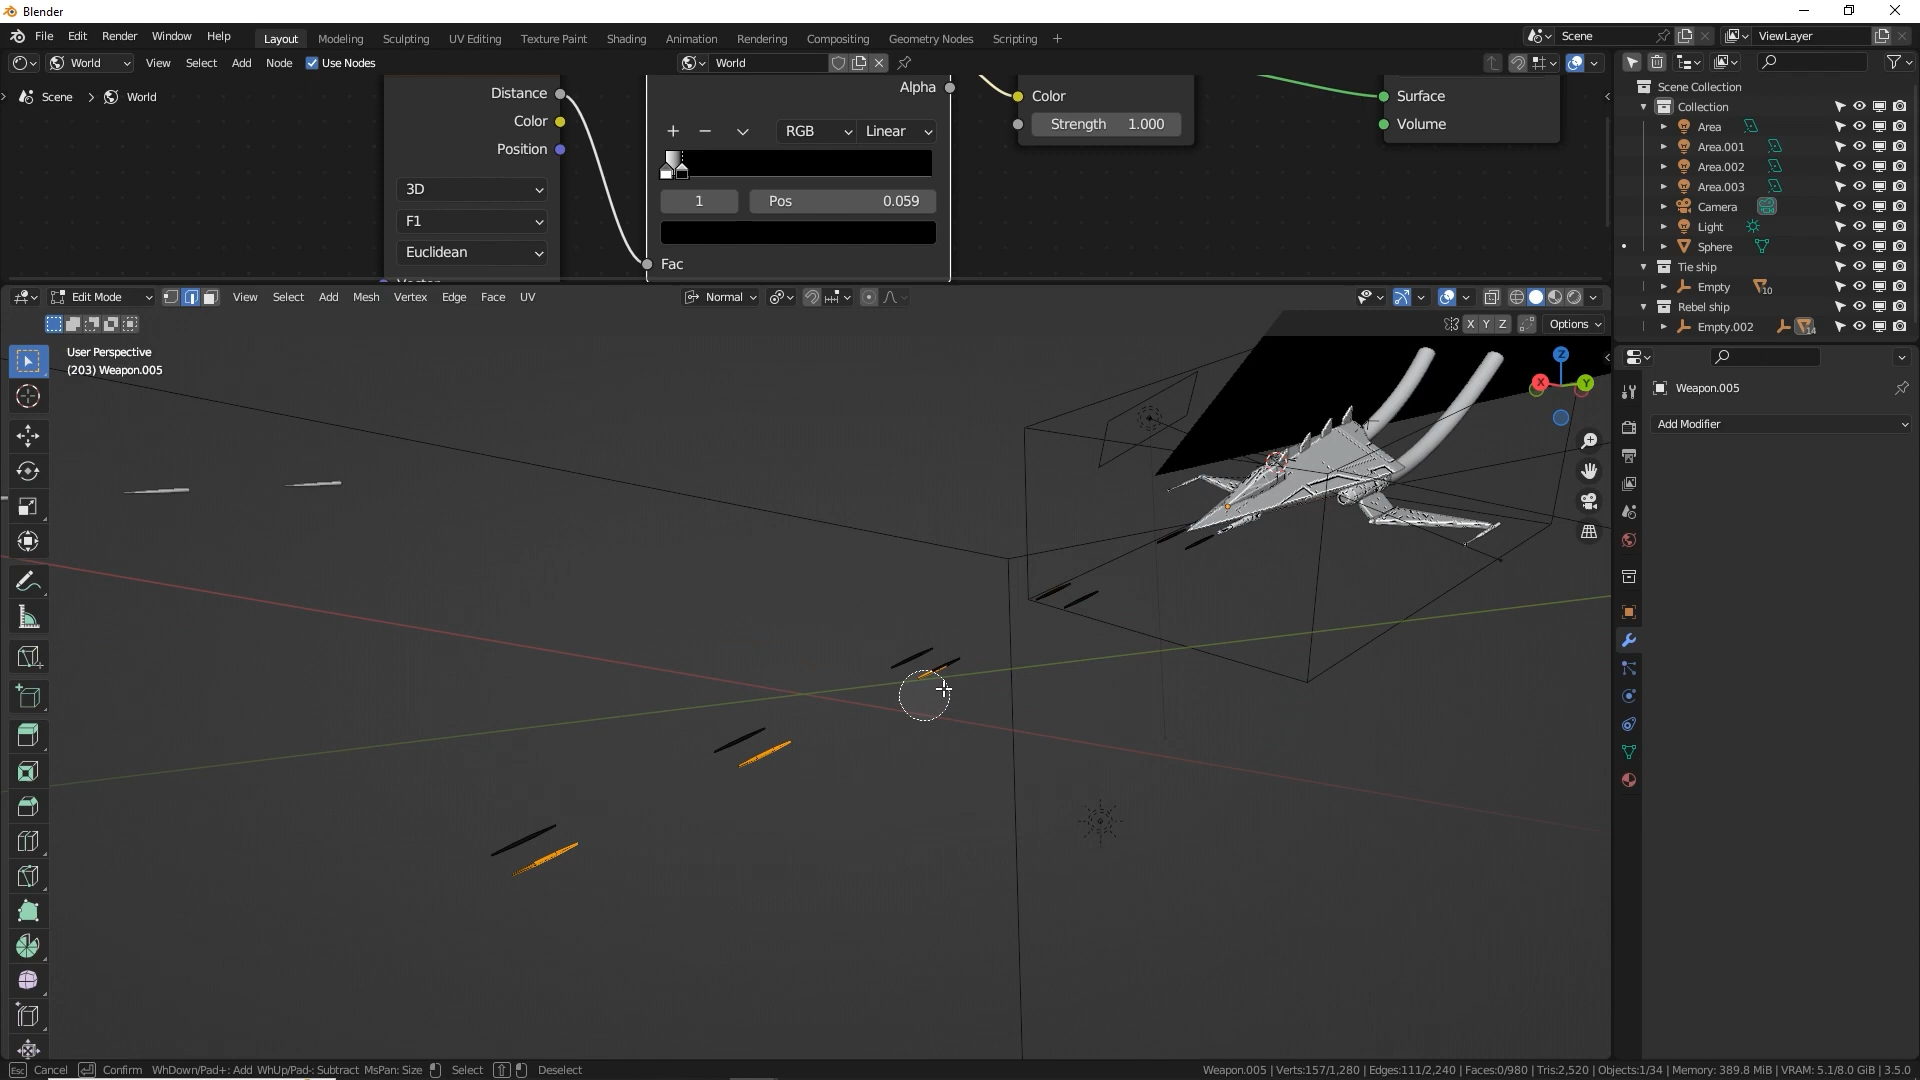 Blender
File Edit Render Window Help
Layout Modeling Sculpting UV Editing Texture Paint Shading Animation Rendering Compositing Geometry Nodes Scripting +
Scene
ViewLayer
World View Select Add Node Use Nodes
World
Scene > World
Distance
Color
Position
3D
F1
Euclidean
Alpha
RGB Linear
1 Pos 0.059
Fac
Color
Strength 1.000
Surface
Volume
Scene Collection
Collection
Area
Area.001
Area.002
Area.003
Camera
Light
Sphere
Tie ship
Empty 10
Rebel ship
Empty.002 14
Edit Mode View Select Add Mesh Vertex Edge Face UV
Normal
X Y Z Options
User Perspective
(203) Weapon.005
Z
X Y
Weapon.005
Add Modifier
Esc Cancel Confirm WhDown/Pad+: Add WhUp/Pad-: Subtract MsPan: Size Select Deselect
Weapon.005 | Verts:157/1,280 | Edges:111/2,240 | Faces:0/980 | Tris:2,520 | Objects:1/34 | Memory: 389.8 MiB | VRAM: 5.1/8.0 GiB | 3.5.0